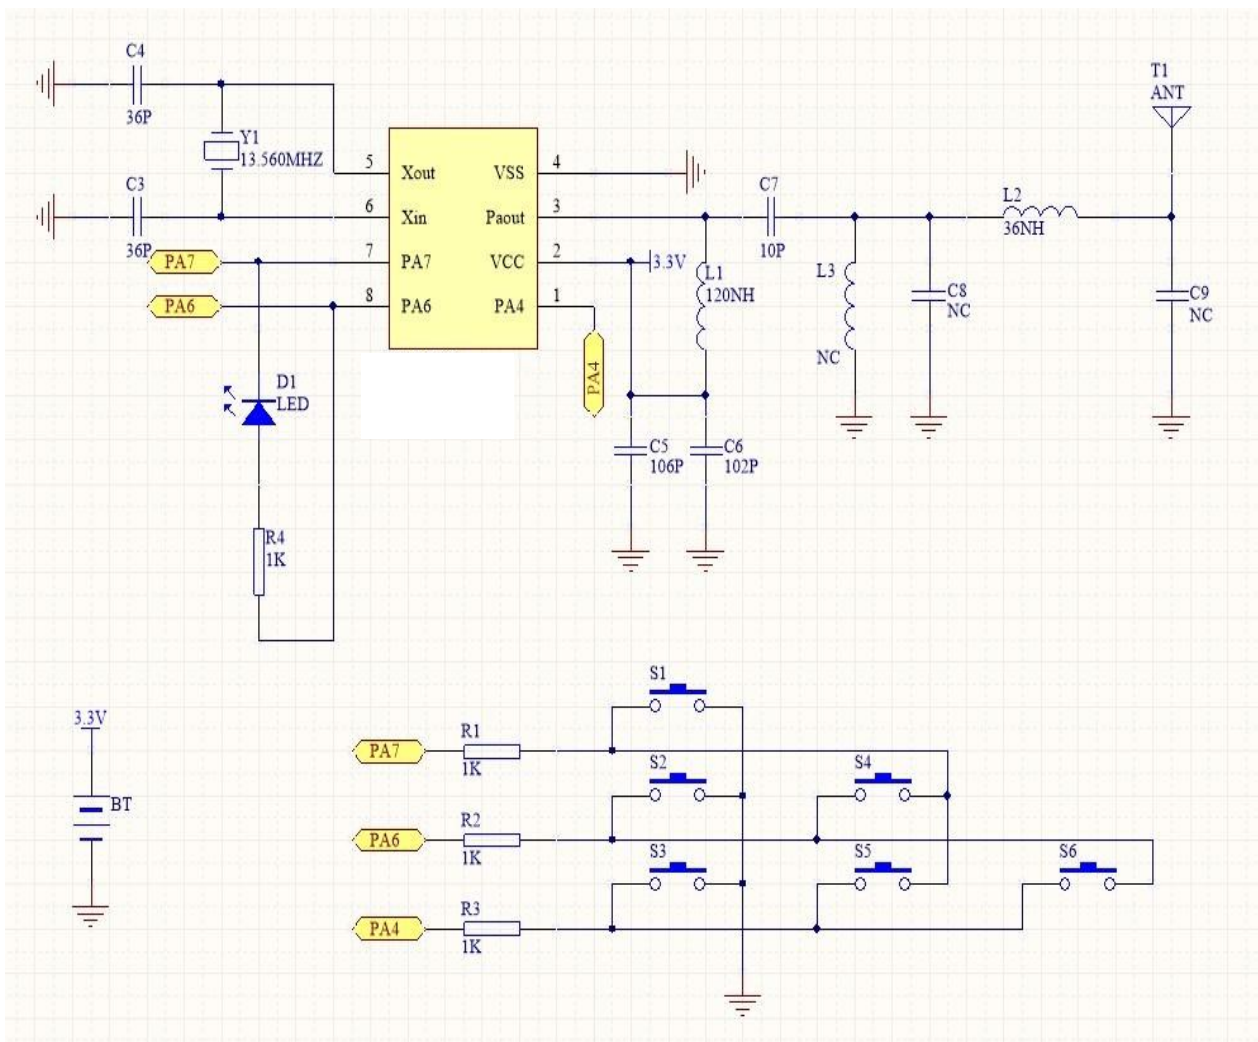 C4
36P
Y1
13.560MHZ
C3
36P
PA7
PA6
5
6
7
8
Xout
Xin
PA7
PA6
VSS
Paout
VCC
PA4
4
3
2
1
3.3V
PA4
L1
120NH
C7
10P
L3
NC
C8
NC
L2
36NH
T1
ANT
C9
NC
D1
LED
R4
1K
C5
106P
C6
102P
3.3V
BT
PA7
R1
1K
PA6
R2
1K
PA4
R3
1K
S1
S2
S3
S4
S5
S6